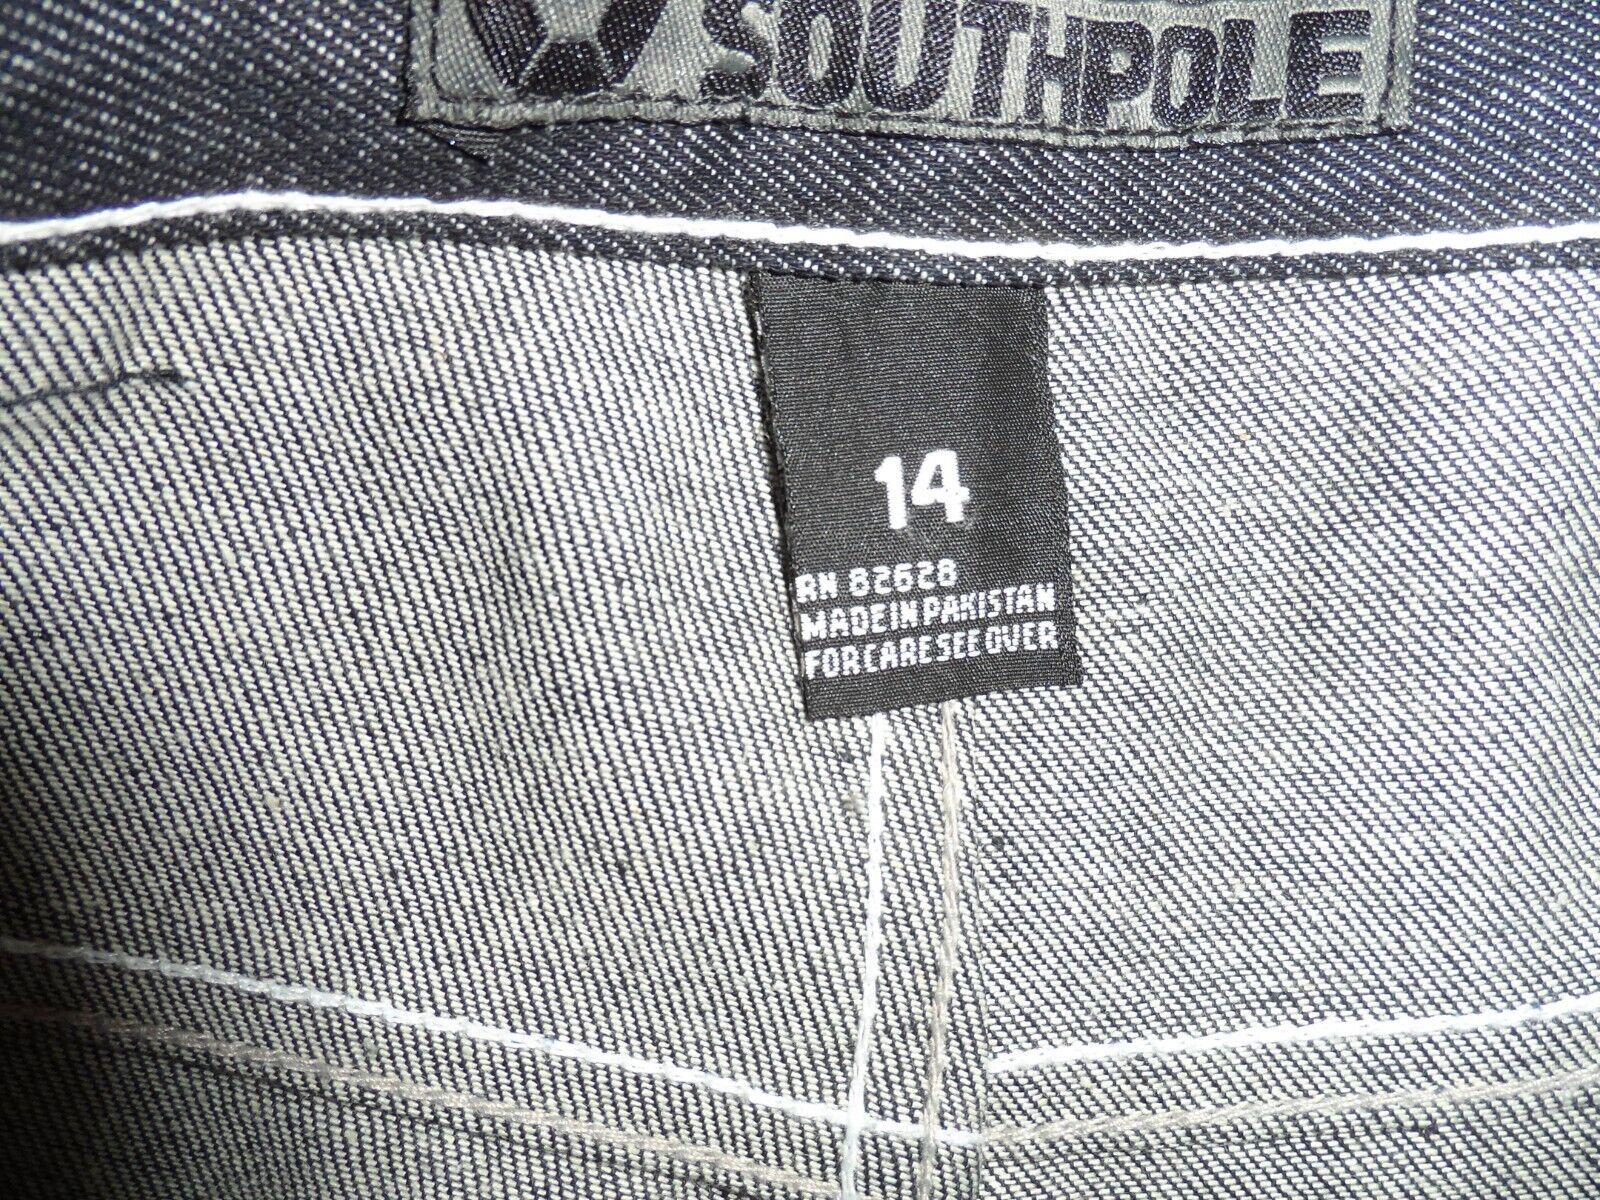 SOUTHPOLE
14
RN 82628
MADE IN PAKISTAN
FOR CARE SEE OVER